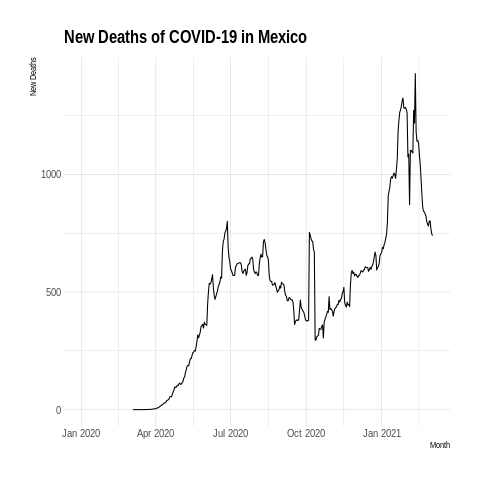 New Deaths of COVID-19 in Mexico
New Deaths
1000
500
0
Jan 2020 Apr 2020 Jul 2020 Oct 2020 Jan 2021
Month